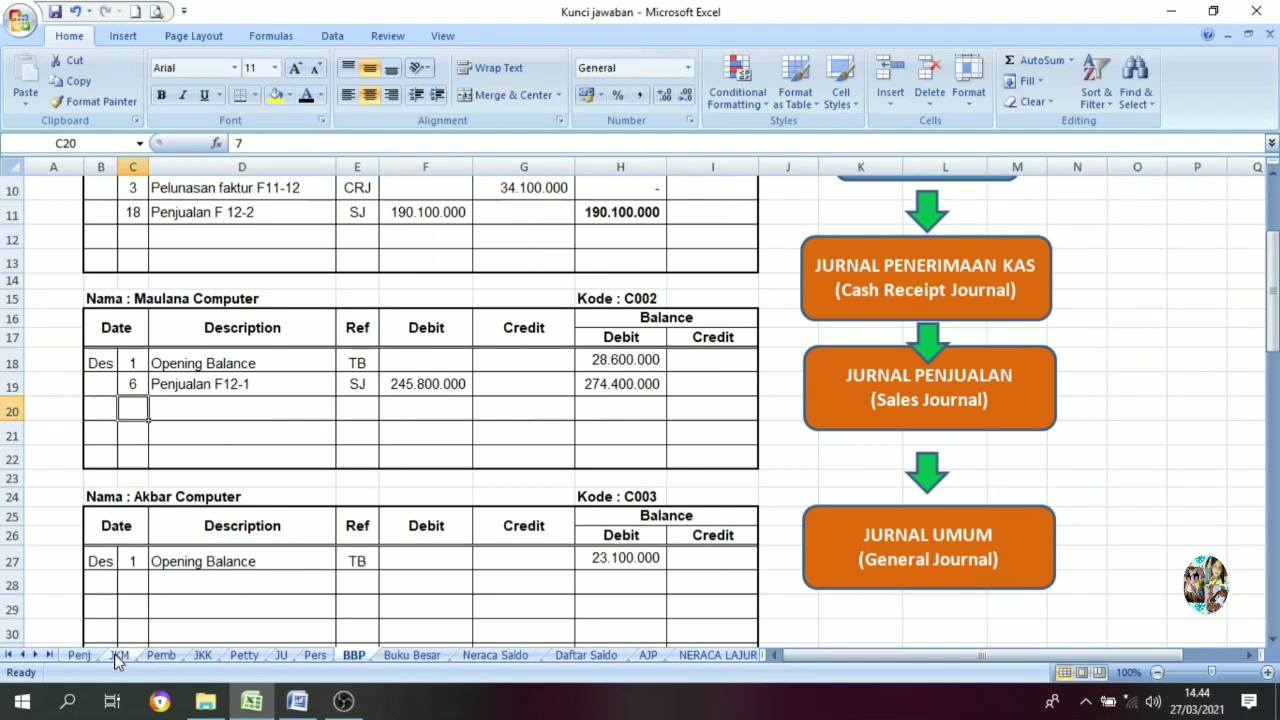 Kunci jawaban - Microsoft Excel
Home Insert Page Layout Formulas Data Review View
Paste
Cut
Copy
Format Painter
Clipboard
Arial 11
B I U
Font
Wrap Text
Merge & Center
Alignment
General
% ,
Number
Conditional Formatting
Format as Table
Cell Styles
Styles
Insert Delete Format
Cells
AutoSum
Fill
Clear
Sort & Filter
Find & Select
Editing
C20 fx 7
A B C D E F G H I J K L M N P Q
10 3 Pelunasan faktur F11-12 CRJ 34.100.000 -
11 18 Penjualan F 12-2 SJ 190.100.000 190.100.000
12
13
14
15 Nama : Maulana Computer Kode : C002
16 Date Description Ref Debit Credit Balance
17 Debit Credit
18 Des 1 Opening Balance TB 28.600.000
19 6 Penjualan F12-1 SJ 245.800.000 274.400.000
20
21
22
23
24 Nama : Akbar Computer Kode : C003
25 Date Description Ref Debit Credit Balance
26 Debit Credit
27 Des 1 Opening Balance TB 23.100.000
28
29
30
JURNAL PENERIMAAN KAS
(Cash Receipt Journal)
JURNAL PENJUALAN
(Sales Journal)
JURNAL UMUM
(General Journal)
Penj JKM Pemb JKK Petty JU Pers BBP Buku Besar Neraca Saldo Daftar Saldo AJP NERACA LAJUR
Ready 100%
14.44
27/03/2021